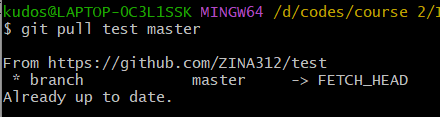 kudos@LAPTOP-OC3L1SSK MINGW64 /d/codes/course 2/1
$ git pull test master
From https://github.com/ZINA312/test
 * branch            master     -> FETCH_HEAD
Already up to date.